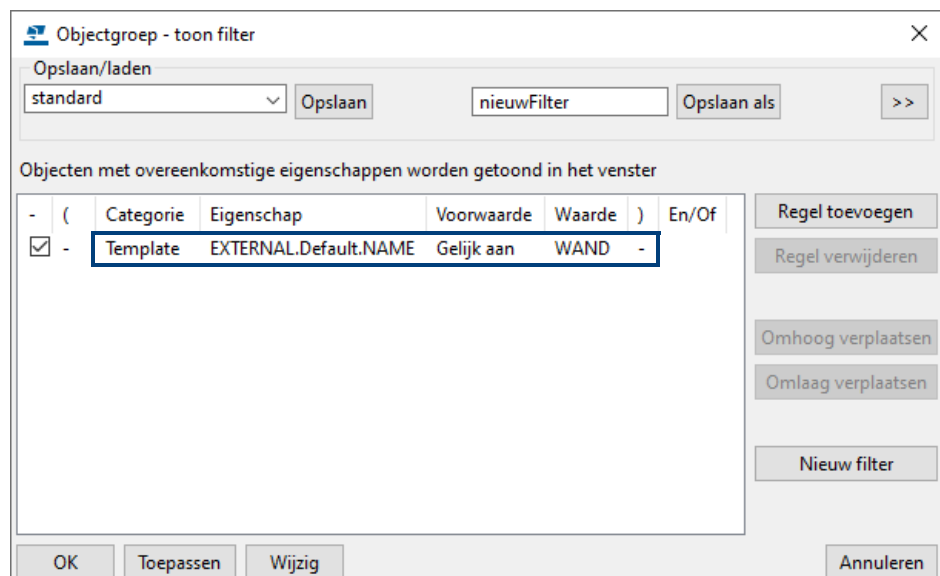 Objectgroep - toon filter
Opslaan/laden
standard Opslaan nieuwFilter Opslaan als >>
Objecten met overeenkomstige eigenschappen worden getoond in het venster
- ( Categorie Eigenschap Voorwaarde Waarde ) En/Of
- Template EXTERNAL.Default.NAME Gelijk aan WAND -
Regel toevoegen
Regel verwijderen
Omhoog verplaatsen
Omlaag verplaatsen
Nieuw filter
OK Toepassen Wijzig Annuleren